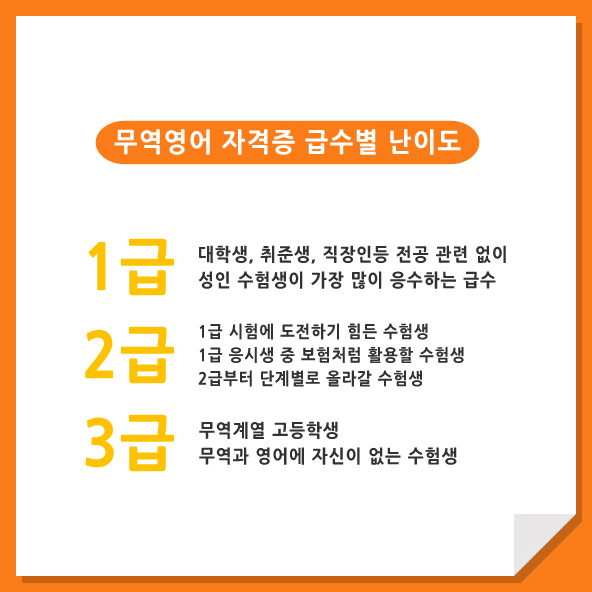 무역영어 자격증 급수별 난이도
1급
대학생, 취준생, 직장인등 전공 관련 없이
성인 수험생이 가장 많이 응수하는 급수
2급
1급 시험에 도전하기 힘든 수험생
1급 응시생 중 보험처럼 활용할 수험생
2급부터 단계별로 올라갈 수험생
3급
무역계열 고등학생
무역과 영어에 자신이 없는 수험생